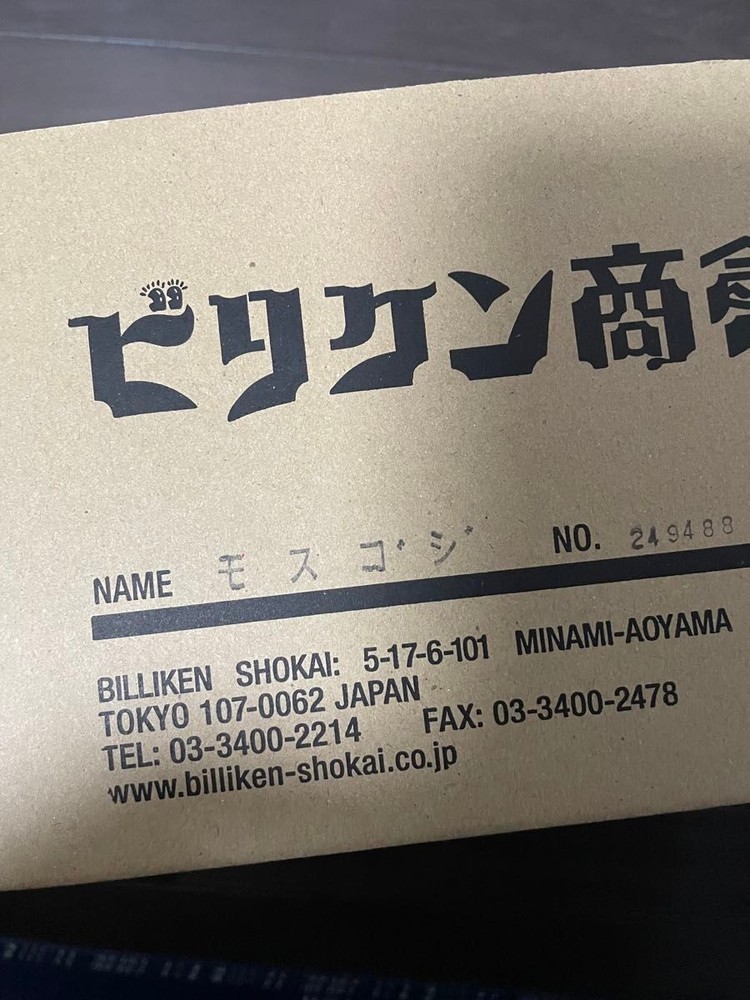 ビリケン商会
NAME モスゴジ NO. 249488
BILLIKEN SHOKAI: 5-17-6-101 MINAMI-AOYAMA
TOKYO 107-0062 JAPAN
TEL: 03-3400-2214 FAX: 03-3400-2478
www.billiken-shokai.co.jp